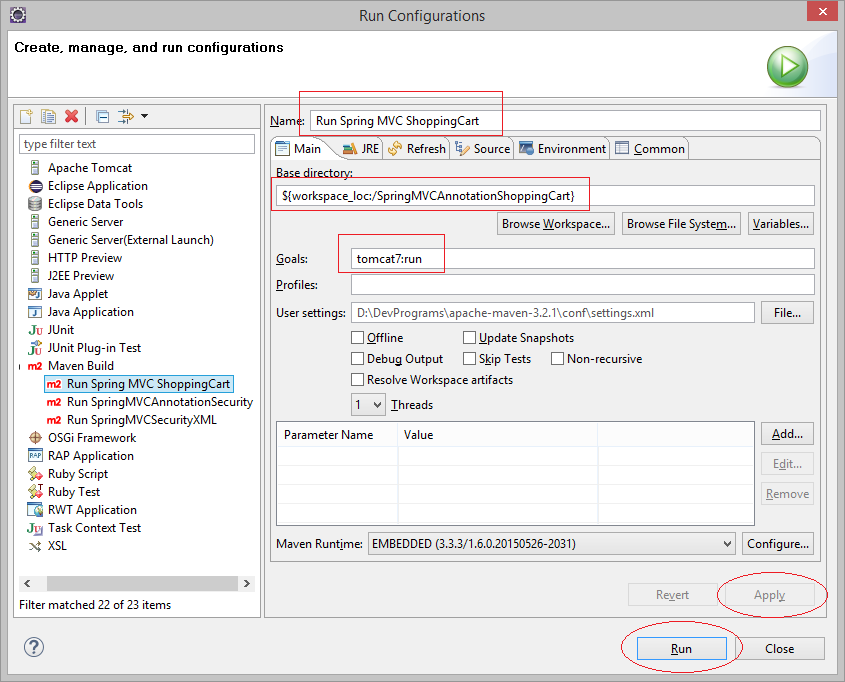 Run Configurations
Create, manage, and run configurations
type filter text
Apache Tomcat
Eclipse Application
Eclipse Data Tools
Generic Server
Generic Server(External Launch)
HTTP Preview
J2EE Preview
Java Applet
Java Application
Ju JUnit
JUnit Plug-in Test
m2 Maven Build
m2 Run Spring MVC ShoppingCart
m2 Run SpringMVCAnnotationSecurity
m2 Run SpringMVCSecurityXML
OSGi Framework
RAP RAP Application
Ruby Script
Ruby Test
RWT Application
Ju Task Context Test
XSL
Filter matched 22 of 23 items
Name: Run Spring MVC ShoppingCart
Main JRE Refresh Source Environment Common
Base directory:
${workspace_loc:/SpringMVCAnnotationShoppingCart}
Browse Workspace... Browse File System... Variables...
Goals: tomcat7:run
Profiles:
User settings: D:\DevPrograms\apache-maven-3.2.1\conf\settings.xml File...
Offline Update Snapshots
Debug Output Skip Tests Non-recursive
Resolve Workspace artifacts
1 Threads
Parameter Name Value
Add...
Edit...
Remove
Maven Runtime: EMBEDDED (3.3.3/1.6.0.20150526-2031) Configure...
Revert Apply
? Run Close